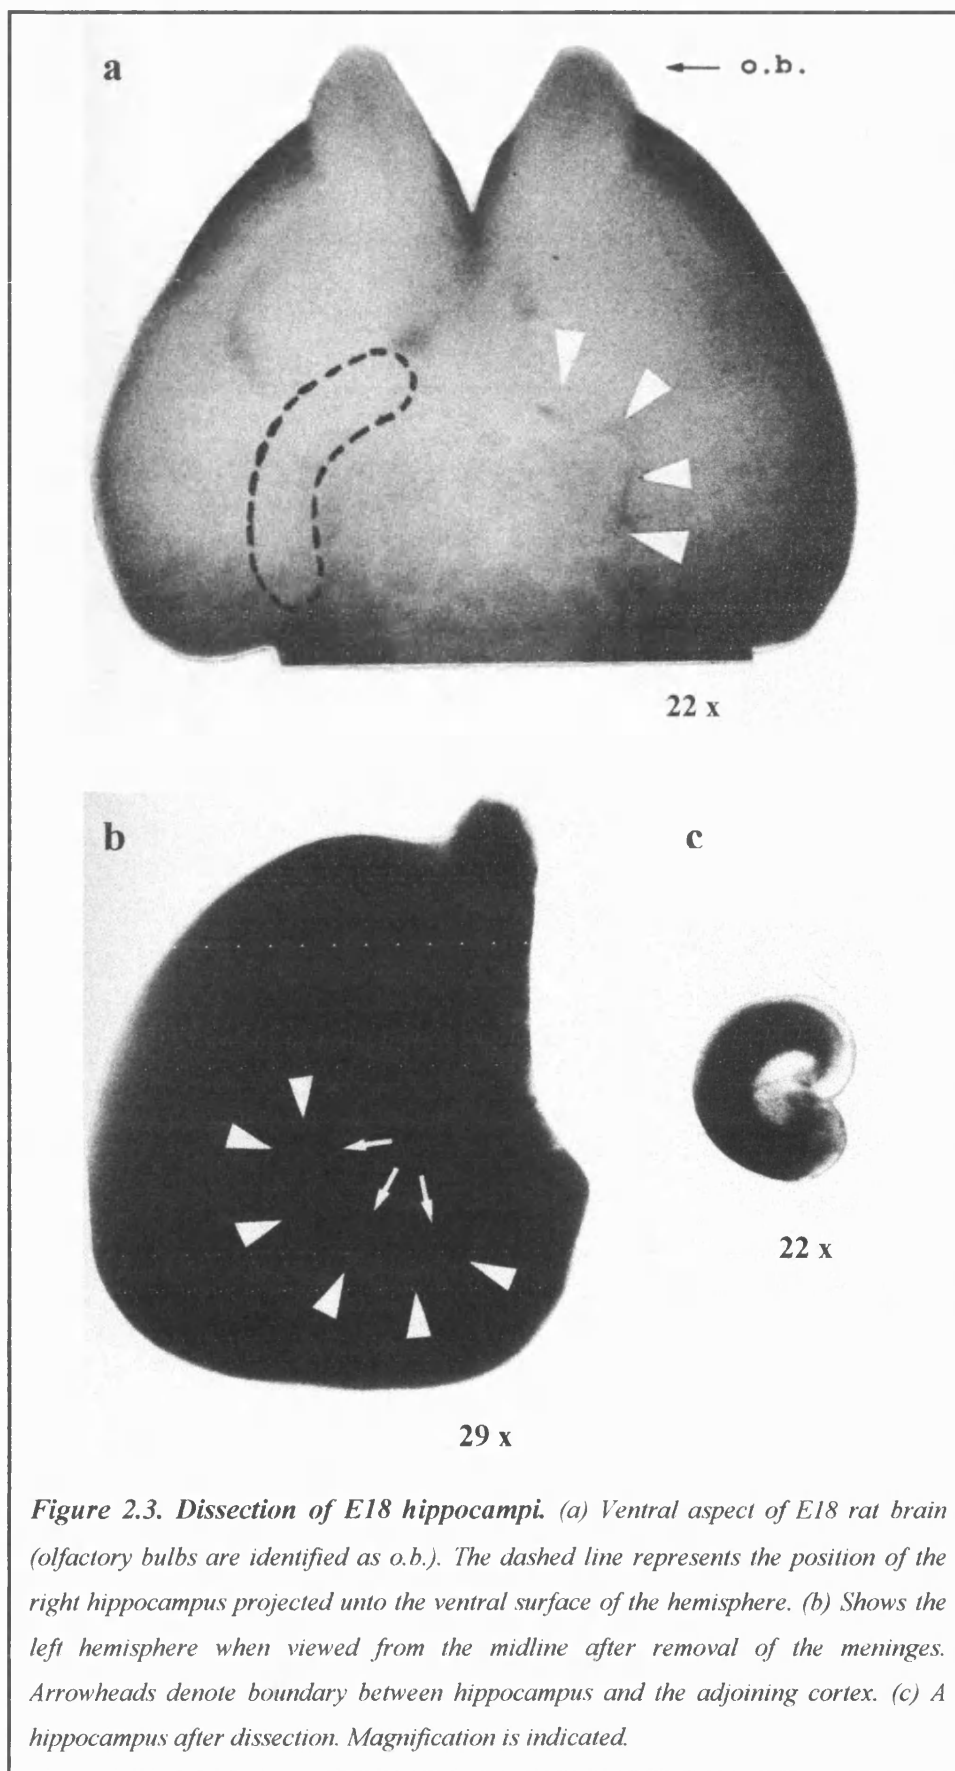 a
o.b.
22 x
b
c
22 x
29 x
Figure 2.3. Dissection of E18 hippocampi. (a) Ventral aspect of E18 rat brain
(olfactory bulbs are identified as o.b.). The dashed line represents the position of the
right hippocampus projected unto the ventral surface of the hemisphere. (b) Shows the
left hemisphere when viewed from the midline after removal of the meninges.
Arrowheads denote boundary between hippocampus and the adjoining cortex. (c) A
hippocampus after dissection. Magnification is indicated.